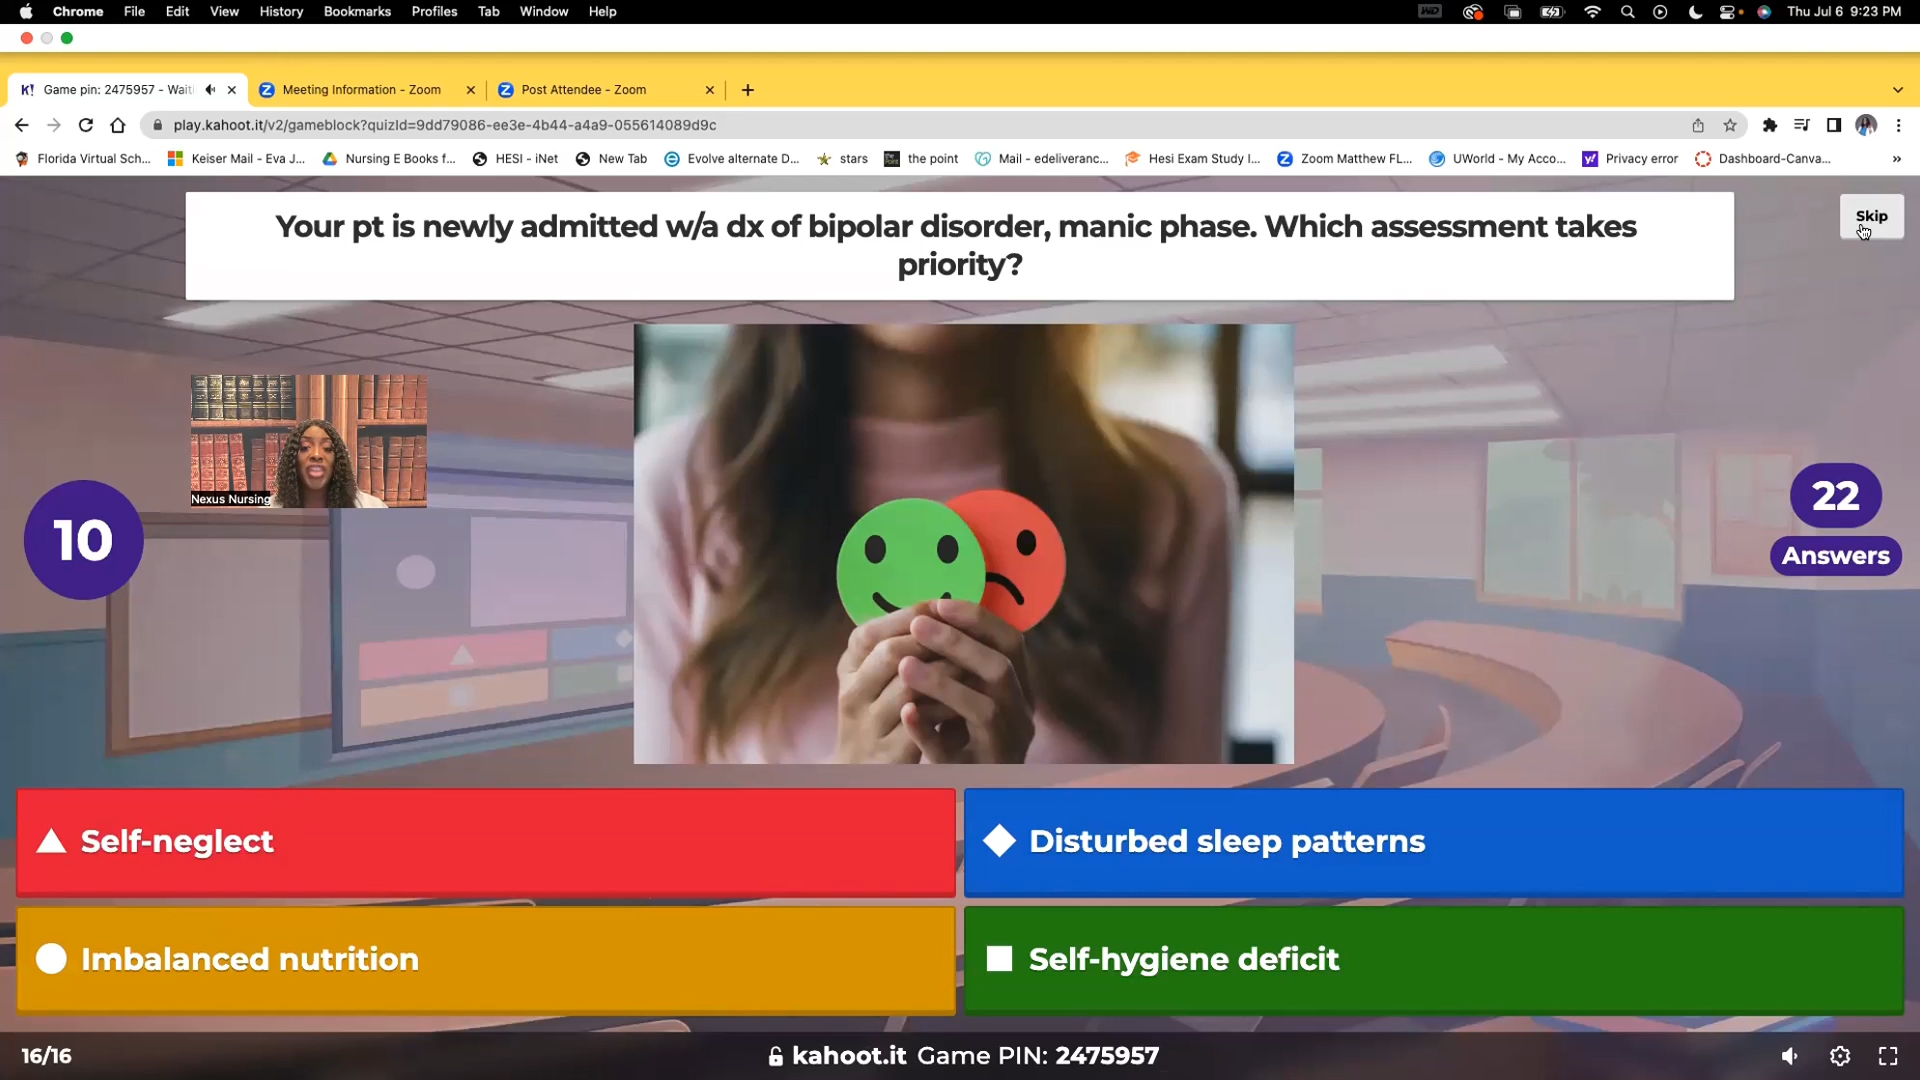 Chrome File Edit View History Bookmarks Profiles Tab Window Help
Thu Jul 6 9:23 PM
K! Game pin: 2475957 - Wait
Meeting Information - Zoom
Post Attendee - Zoom
play.kahoot.it/v2/gameblock?quizId=9dd79086-ee3e-4b44-a4a9-055614089d9c
Florida Virtual Sch... Keiser Mail - Eva J... Nursing E Books f... HESI - iNet New Tab Evolve alternate D... stars the point Mail - edeliveranc... Hesi Exam Study I... Zoom Matthew FL... UWorld - My Acco... Privacy error Dashboard-Canva... »
Your pt is newly admitted w/a dx of bipolar disorder, manic phase. Which assessment takes
priority?
Skip
Nexus Nursing
10
22
Answers
Self-neglect
Disturbed sleep patterns
Imbalanced nutrition
Self-hygiene deficit
16/16
kahoot.it Game PIN: 2475957